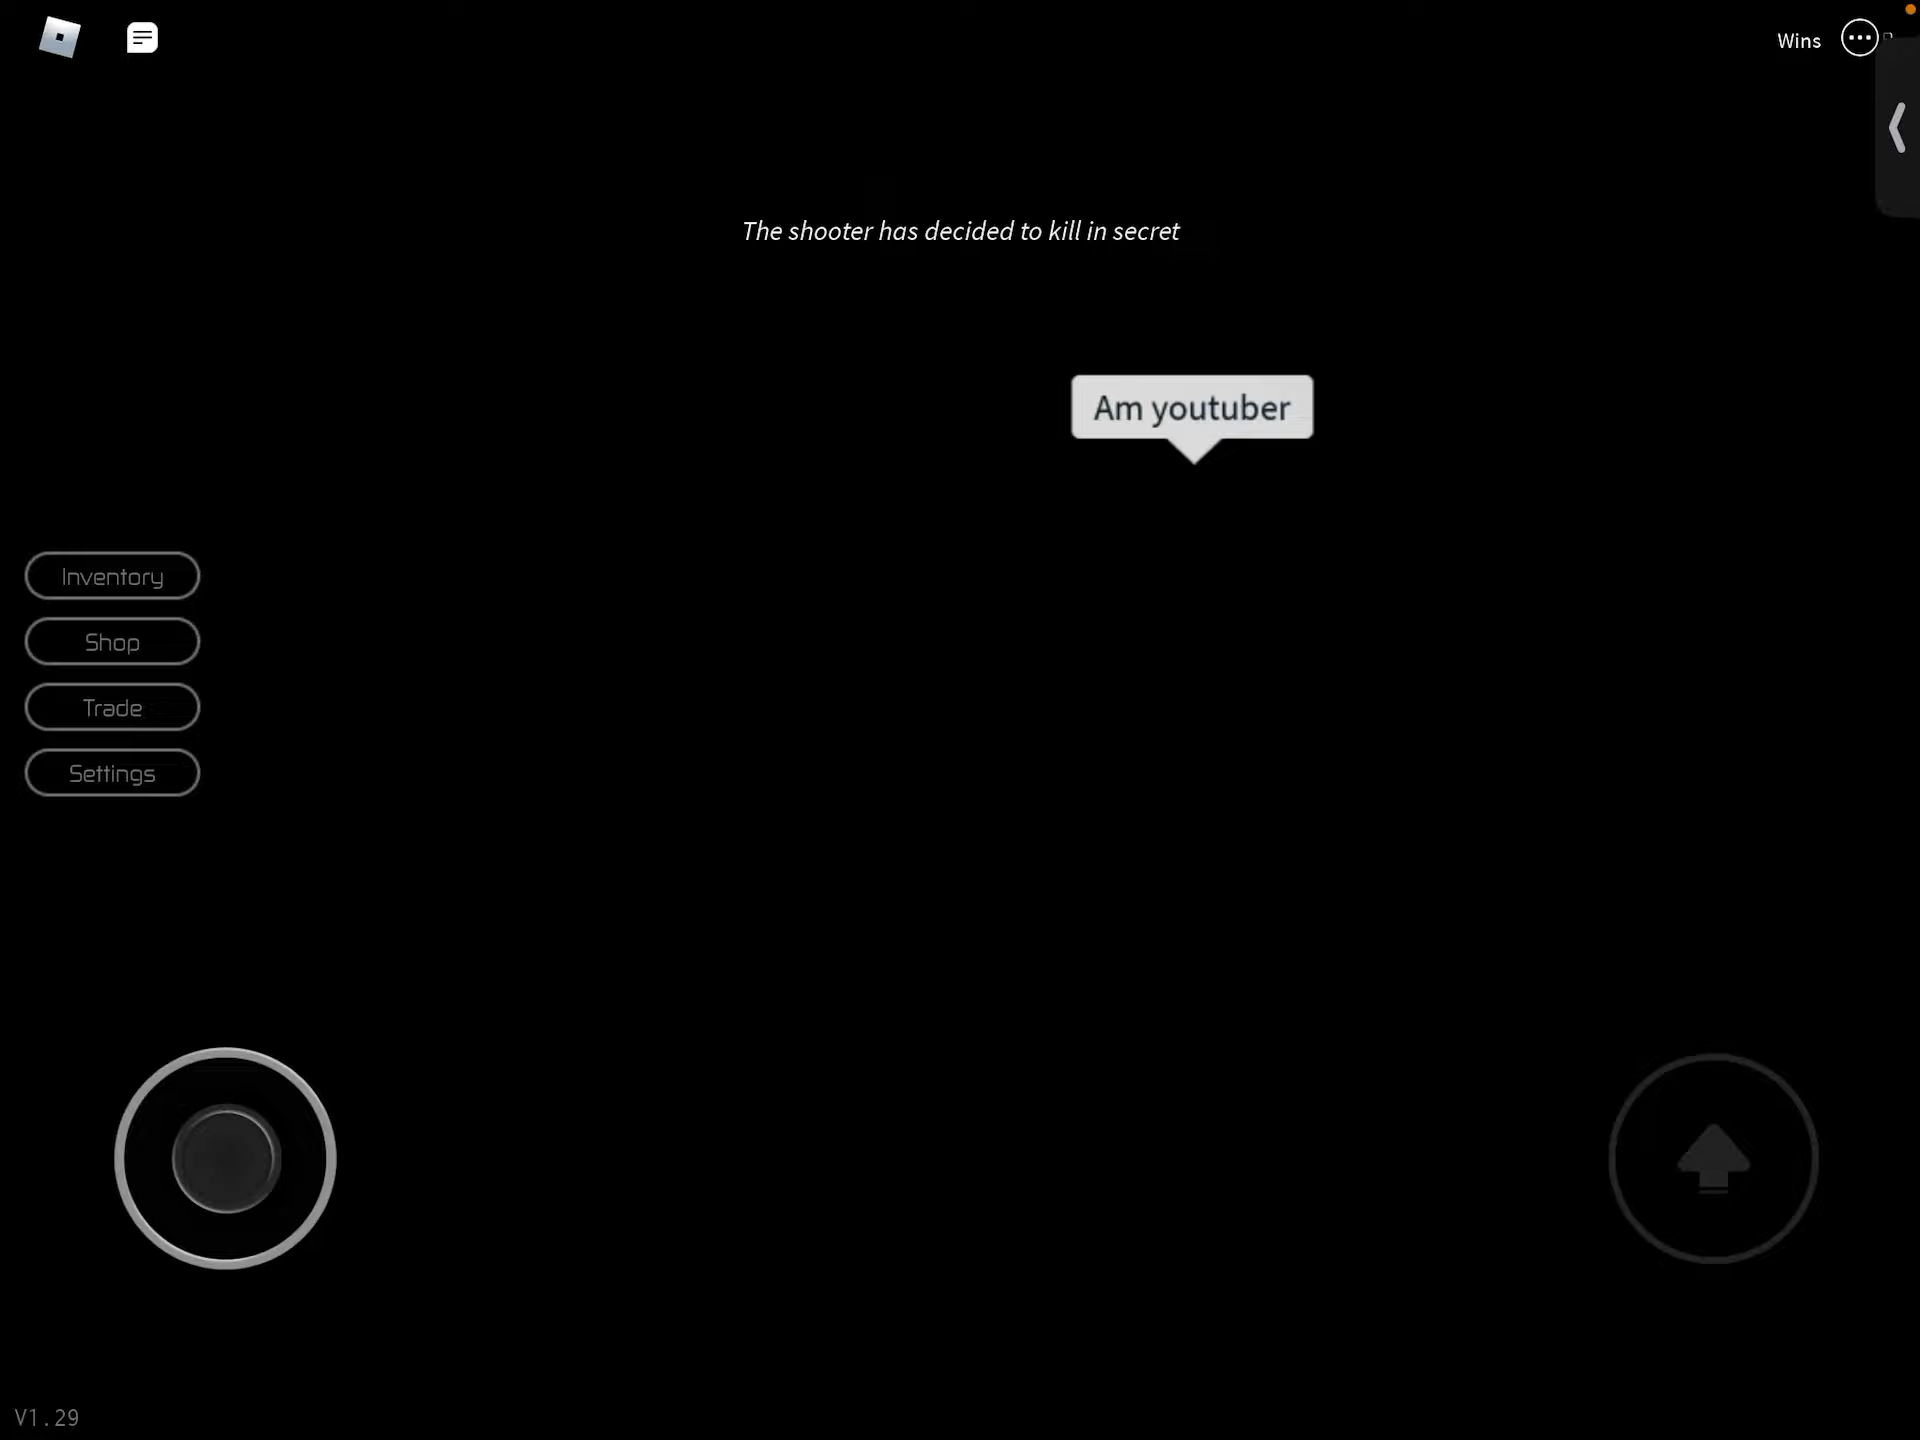 Wins
The shooter has decided to kill in secret
Am youtuber
Inventory
Shop
Trade
Settings
V1.29